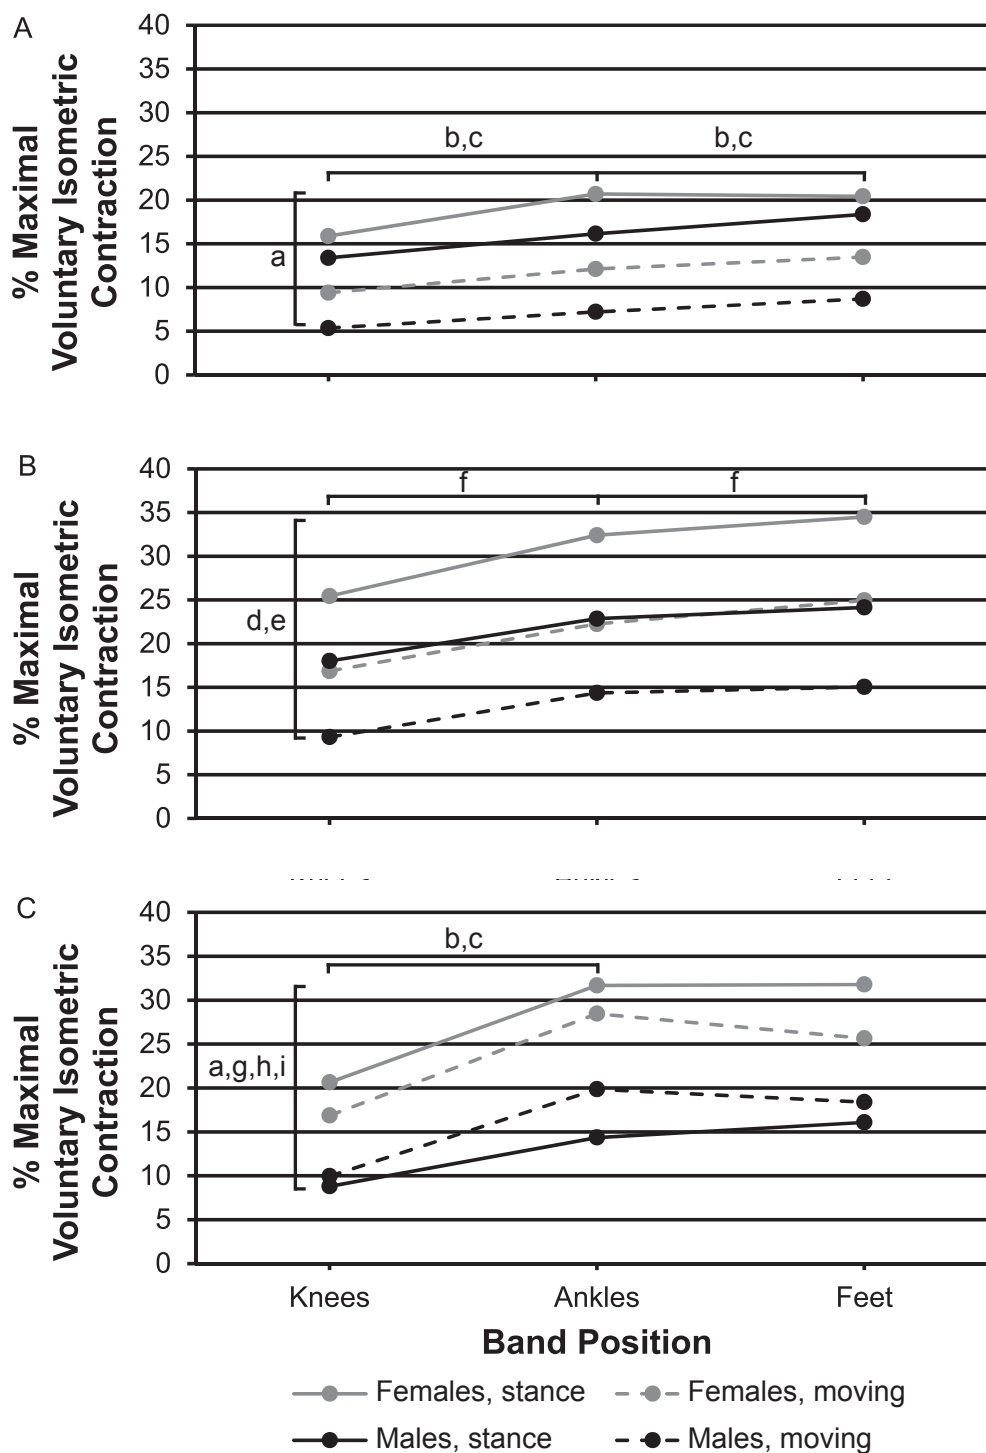 A
% Maximal
Voluntary Isometric
Contraction
40
35
30
25
20
15
10
5
0
b,c
b,c
a
B
% Maximal
Voluntary Isometric
Contraction
40
35
30
25
20
15
10
5
0
f
f
d,e
C
% Maximal
Voluntary Isometric
Contraction
40
35
30
25
20
15
10
5
0
b,c
a,g,h,i
Knees
Ankles
Feet
Band Position
Females, stance
Females, moving
Males, stance
Males, moving